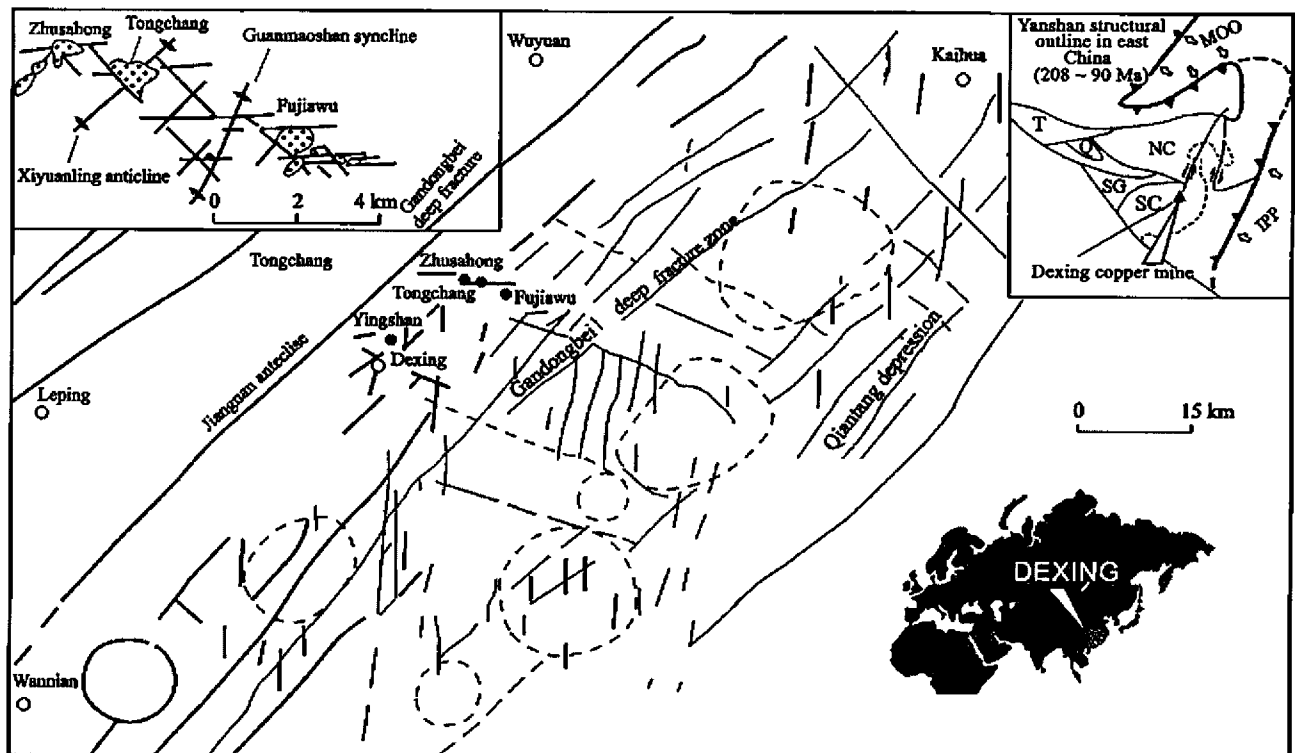 Zhusahong
Tongchang
Guanmaoshan syncline
Fujiawu
Xiyuanling anticline
0 2 4 km
Wuyuan
Kaihua
Yanshan structural
outline in east
China
(208 ~ 90 Ma)
MOO
T
Q
NC
SG
SC
IPP
Dexing copper mine
Gandongbei
deep fracture
Tongchang
Zhusahong
Tongchang
Fujiawu
Yingshan
Dexing
Leping
Jiangnan anteclise
Gandongbei deep fracture zone
Qiantang depression
0 15 km
DEXING
Wannian